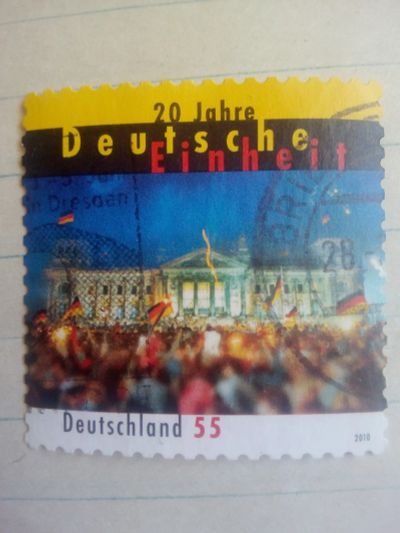 20 Jahre
Deutsche
Einheit
n Dresden
28
Deutschland 55
2010